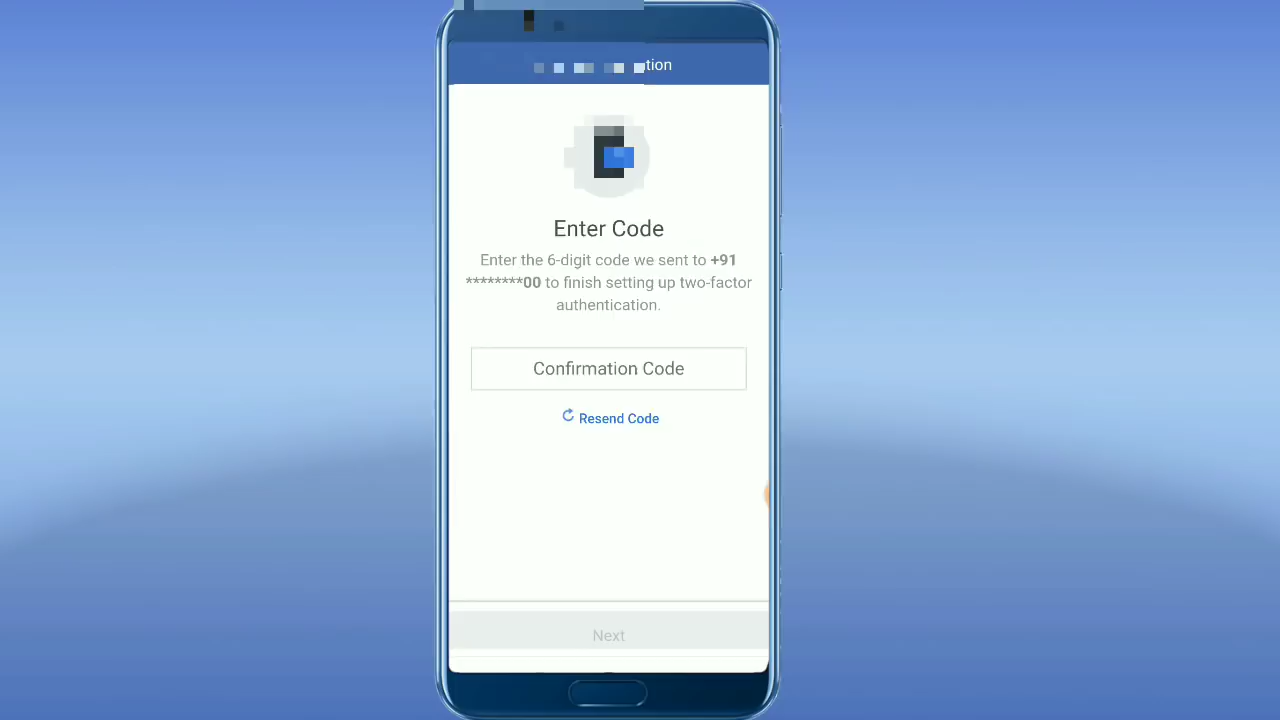 Enter Code
Enter the 6-digit code we sent to +91
********00 to finish setting up two-factor
authentication.
Confirmation Code
Resend Code
Next